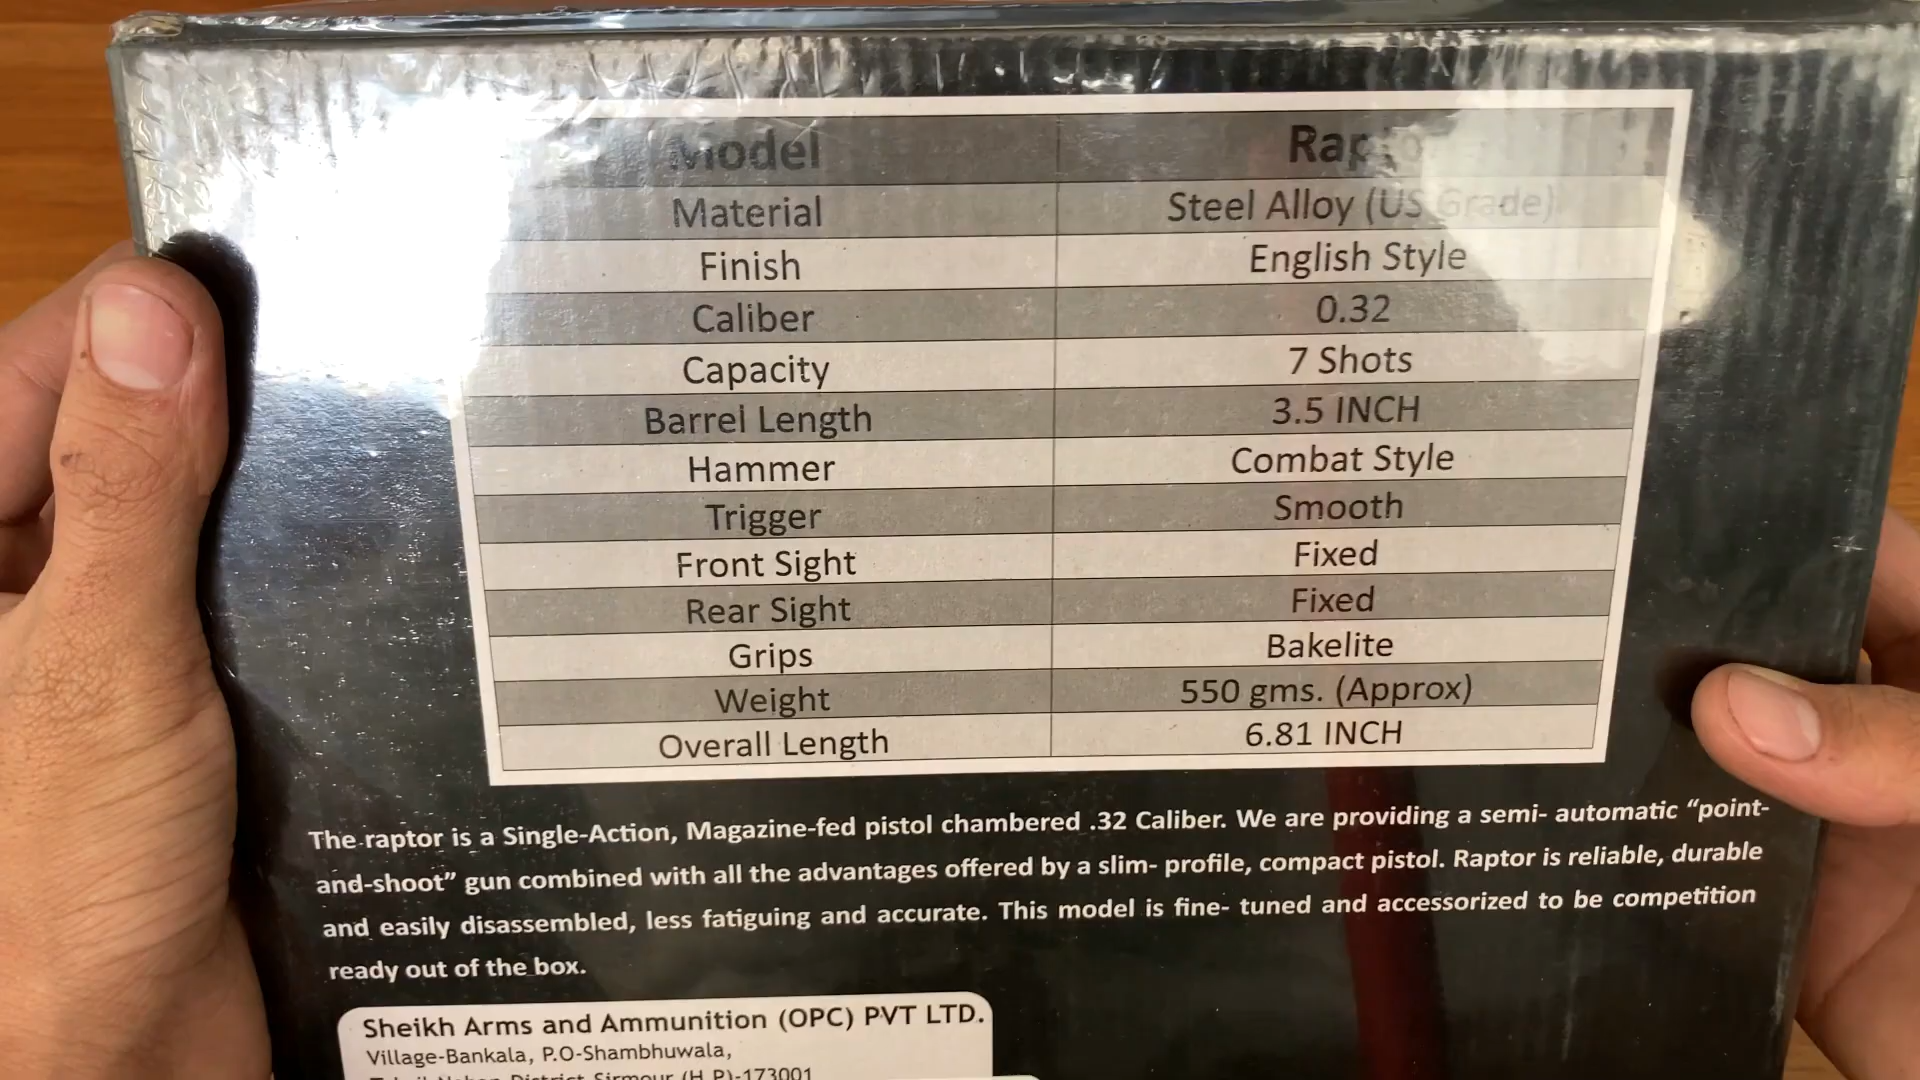 Model Raptor
Material Steel Alloy (US Grade)
Finish English Style
Caliber 0.32
Capacity 7 Shots
Barrel Length 3.5 INCH
Hammer Combat Style
Trigger Smooth
Front Sight Fixed
Rear Sight Fixed
Grips Bakelite
Weight 550 gms. (Approx)
Overall Length 6.81 INCH
The raptor is a Single-Action, Magazine-fed pistol chambered .32 Caliber. We are providing a semi- automatic “point-
and-shoot” gun combined with all the advantages offered by a slim- profile, compact pistol. Raptor is reliable, durable
and easily disassembled, less fatiguing and accurate. This model is fine- tuned and accessorized to be competition
ready out of the box.
Sheikh Arms and Ammunition (OPC) PVT LTD.
Village-Bankala, P.O-Shambhuwala,
District Sirmour (H.P)-173001